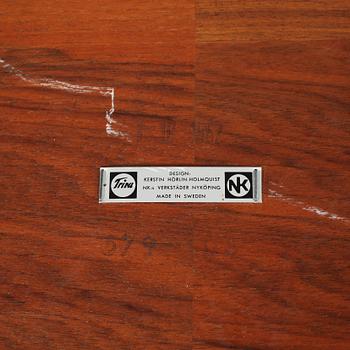 Triva
DESIGN:
KERSTIN HÖRLIN-HOLMQUIST
NK:s VERKSTÄDER NYKÖPING
MADE IN SWEDEN
NK